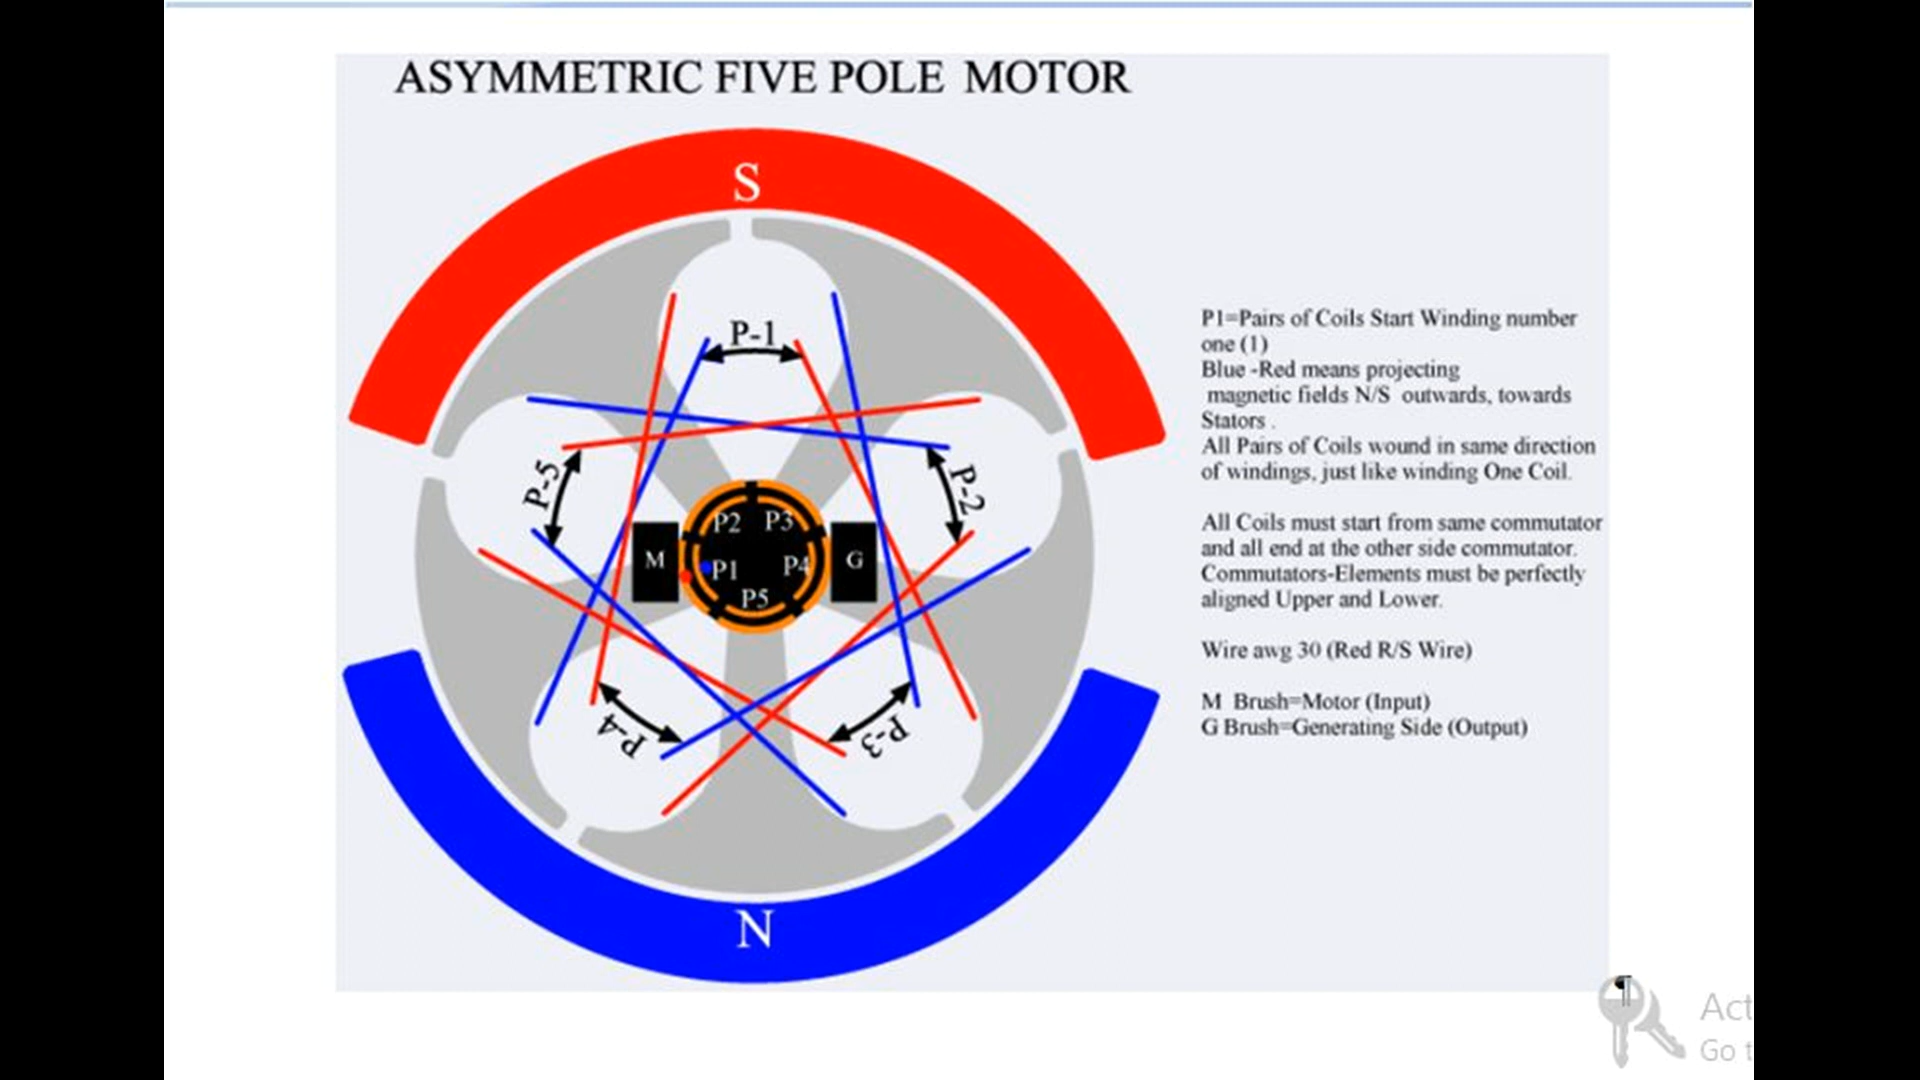 ASYMMETRIC FIVE POLE MOTOR
S
P-1
P-5
P-2
P2 P3
M
P1
P4
G
P5
P-4
P-3
N
P1=Pairs of Coils Start Winding number
one (1)
Blue -Red means projecting
magnetic fields N/S outwards, towards
Stators .
All Pairs of Coils wound in same direction
of windings, just like winding One Coil.
All Coils must start from same commutator
and all end at the other side commutator.
Commutators-Elements must be perfectly
aligned Upper and Lower.
Wire awg 30 (Red R/S Wire)
M Brush=Motor (Input)
G Brush=Generating Side (Output)
¶
Act
Go t